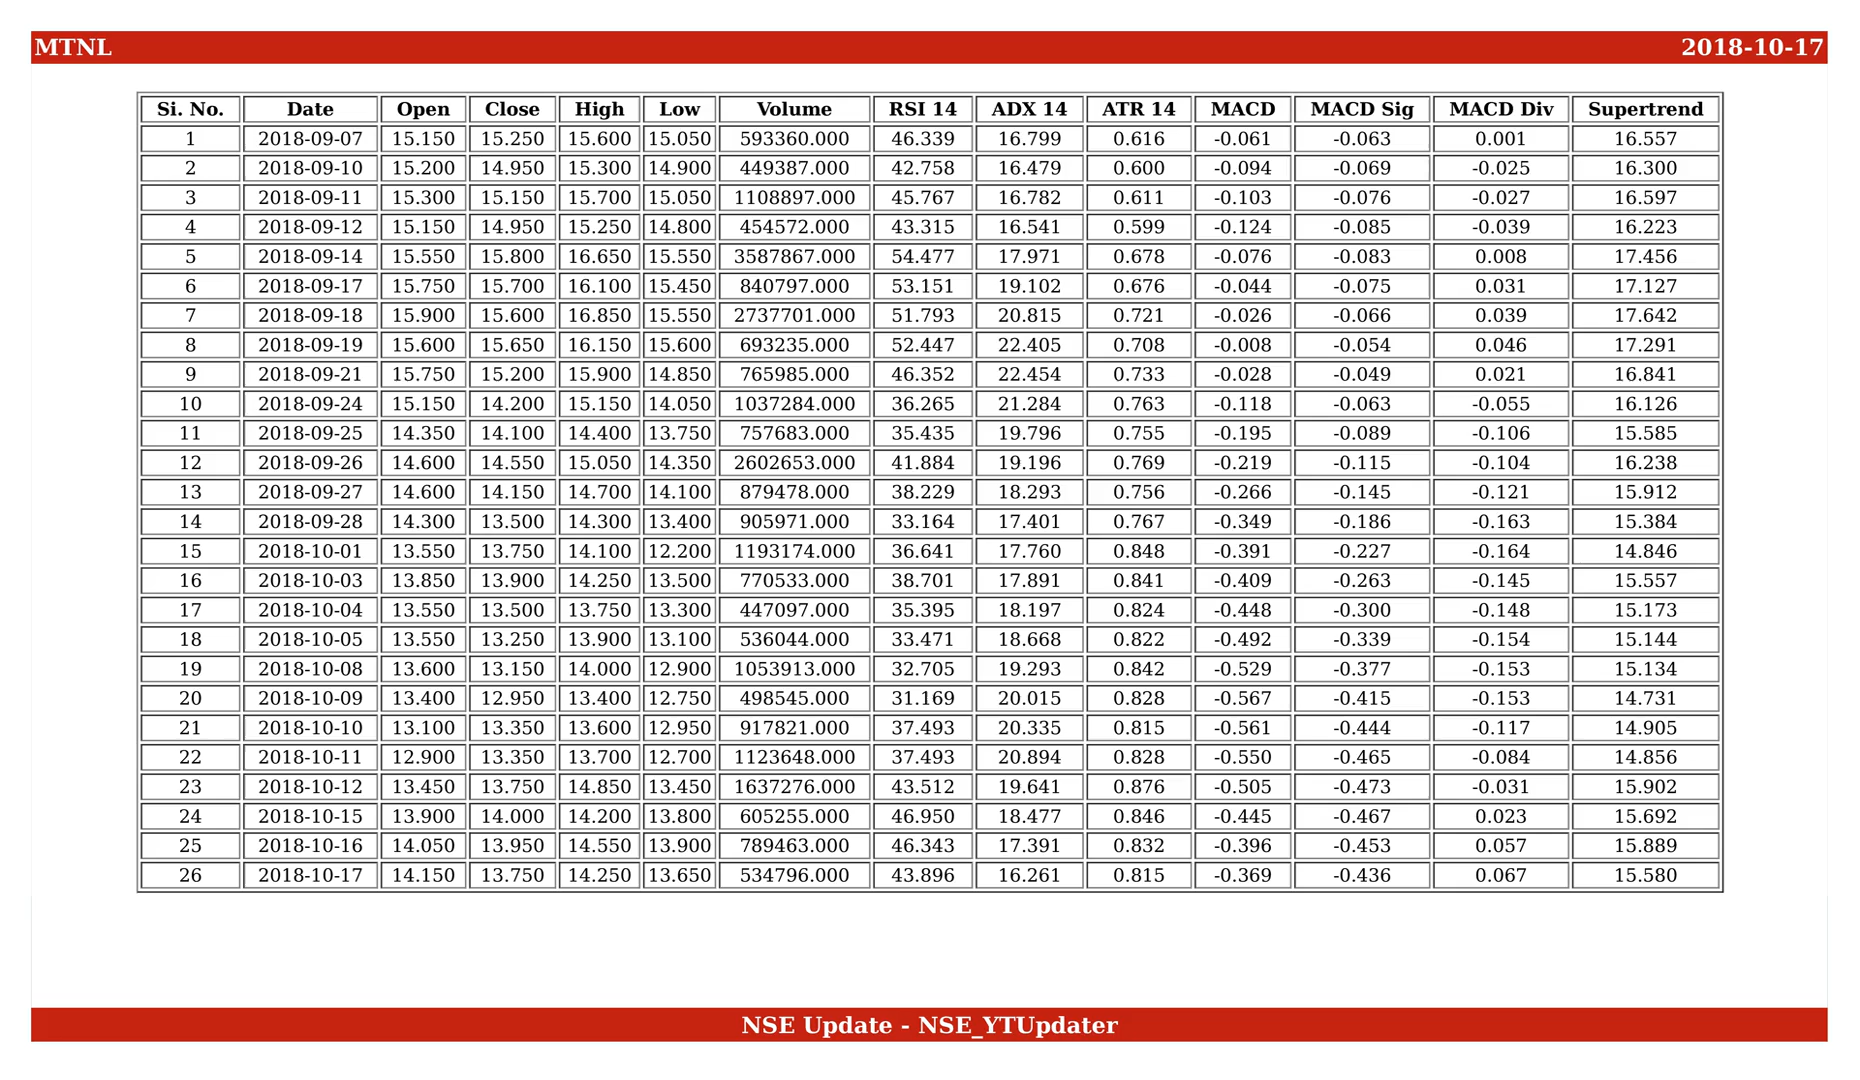 MTNL 2018-10-17
Si. No. Date Open Close High Low Volume RSI 14 ADX 14 ATR 14 MACD MACD Sig MACD Div Supertrend
1 2018-09-07 15.150 15.250 15.600 15.050 593360.000 46.339 16.799 0.616 -0.061 -0.063 0.001 16.557
2 2018-09-10 15.200 14.950 15.300 14.900 449387.000 42.758 16.479 0.600 -0.094 -0.069 -0.025 16.300
3 2018-09-11 15.300 15.150 15.700 15.050 1108897.000 45.767 16.782 0.611 -0.103 -0.076 -0.027 16.597
4 2018-09-12 15.150 14.950 15.250 14.800 454572.000 43.315 16.541 0.599 -0.124 -0.085 -0.039 16.223
5 2018-09-14 15.550 15.800 16.650 15.550 3587867.000 54.477 17.971 0.678 -0.076 -0.083 0.008 17.456
6 2018-09-17 15.750 15.700 16.100 15.450 840797.000 53.151 19.102 0.676 -0.044 -0.075 0.031 17.127
7 2018-09-18 15.900 15.600 16.850 15.550 2737701.000 51.793 20.815 0.721 -0.026 -0.066 0.039 17.642
8 2018-09-19 15.600 15.650 16.150 15.600 693235.000 52.447 22.405 0.708 -0.008 -0.054 0.046 17.291
9 2018-09-21 15.750 15.200 15.900 14.850 765985.000 46.352 22.454 0.733 -0.028 -0.049 0.021 16.841
10 2018-09-24 15.150 14.200 15.150 14.050 1037284.000 36.265 21.284 0.763 -0.118 -0.063 -0.055 16.126
11 2018-09-25 14.350 14.100 14.400 13.750 757683.000 35.435 19.796 0.755 -0.195 -0.089 -0.106 15.585
12 2018-09-26 14.600 14.550 15.050 14.350 2602653.000 41.884 19.196 0.769 -0.219 -0.115 -0.104 16.238
13 2018-09-27 14.600 14.150 14.700 14.100 879478.000 38.229 18.293 0.756 -0.266 -0.145 -0.121 15.912
14 2018-09-28 14.300 13.500 14.300 13.400 905971.000 33.164 17.401 0.767 -0.349 -0.186 -0.163 15.384
15 2018-10-01 13.550 13.750 14.100 12.200 1193174.000 36.641 17.760 0.848 -0.391 -0.227 -0.164 14.846
16 2018-10-03 13.850 13.900 14.250 13.500 770533.000 38.701 17.891 0.841 -0.409 -0.263 -0.145 15.557
17 2018-10-04 13.550 13.500 13.750 13.300 447097.000 35.395 18.197 0.824 -0.448 -0.300 -0.148 15.173
18 2018-10-05 13.550 13.250 13.900 13.100 536044.000 33.471 18.668 0.822 -0.492 -0.339 -0.154 15.144
19 2018-10-08 13.600 13.150 14.000 12.900 1053913.000 32.705 19.293 0.842 -0.529 -0.377 -0.153 15.134
20 2018-10-09 13.400 12.950 13.400 12.750 498545.000 31.169 20.015 0.828 -0.567 -0.415 -0.153 14.731
21 2018-10-10 13.100 13.350 13.600 12.950 917821.000 37.493 20.335 0.815 -0.561 -0.444 -0.117 14.905
22 2018-10-11 12.900 13.350 13.700 12.700 1123648.000 37.493 20.894 0.828 -0.550 -0.465 -0.084 14.856
23 2018-10-12 13.450 13.750 14.850 13.450 1637276.000 43.512 19.641 0.876 -0.505 -0.473 -0.031 15.902
24 2018-10-15 13.900 14.000 14.200 13.800 605255.000 46.950 18.477 0.846 -0.445 -0.467 0.023 15.692
25 2018-10-16 14.050 13.950 14.550 13.900 789463.000 46.343 17.391 0.832 -0.396 -0.453 0.057 15.889
26 2018-10-17 14.150 13.750 14.250 13.650 534796.000 43.896 16.261 0.815 -0.369 -0.436 0.067 15.580
NSE Update - NSE_YTUpdater